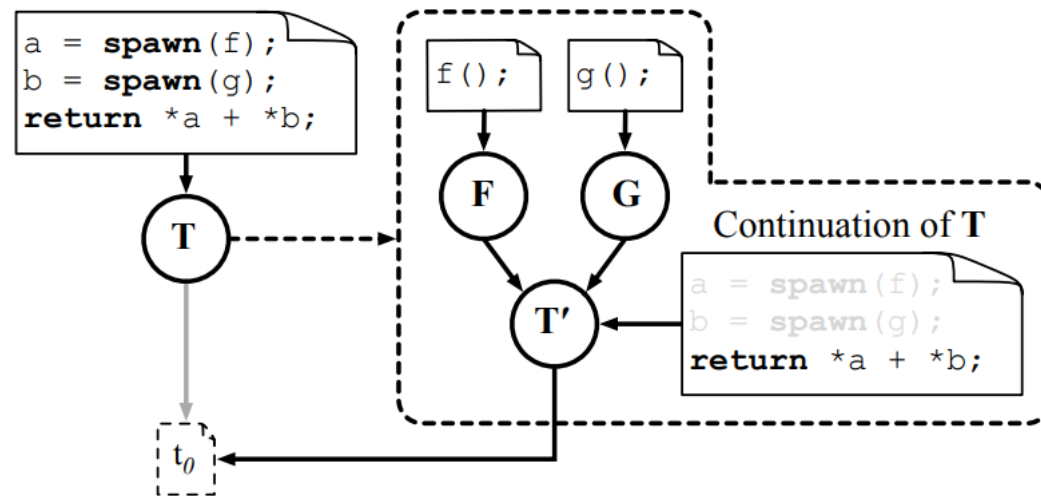 a = spawn(f);
b = spawn(g);
return *a + *b;
f();
g();
F
G
T
Continuation of T
a = spawn(f);
b = spawn(g);
return *a + *b;
T′
t0